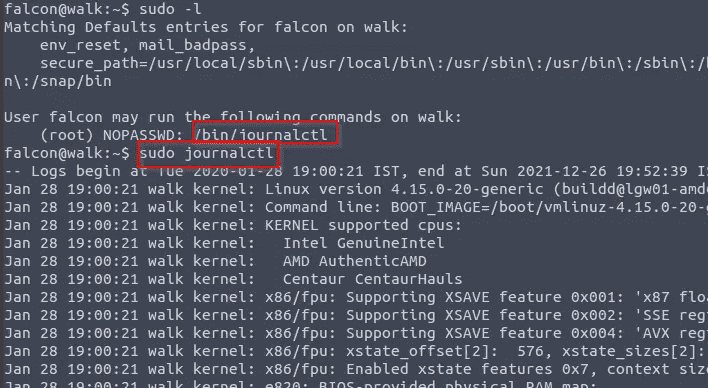 falcon@walk:~$ sudo -l
Matching Defaults entries for falcon on walk:
env_reset, mail_badpass,
secure_path=/usr/local/sbin\:/usr/local/bin\:/usr/sbin\:/usr/bin\:/sbin\:/b
n\:/snap/bin
User falcon may run the following commands on walk:
(root) NOPASSWD: /bin/journalctl
falcon@walk:~$ sudo journalctl
-- Logs begin at Tue 2020-01-28 19:00:21 IST, end at Sun 2021-12-26 19:52:39 IS
Jan 28 19:00:21 walk kernel: Linux version 4.15.0-20-generic (buildd@lgw01-amd
Jan 28 19:00:21 walk kernel: Command line: BOOT_IMAGE=/boot/vmlinuz-4.15.0-20-
Jan 28 19:00:21 walk kernel: KERNEL supported cpus:
Jan 28 19:00:21 walk kernel: Intel GenuineIntel
Jan 28 19:00:21 walk kernel: AMD AuthenticAMD
Jan 28 19:00:21 walk kernel: Centaur CentaurHauls
Jan 28 19:00:21 walk kernel: x86/fpu: Supporting XSAVE feature 0x001: 'x87 floa
Jan 28 19:00:21 walk kernel: x86/fpu: Supporting XSAVE feature 0x002: 'SSE reg
Jan 28 19:00:21 walk kernel: x86/fpu: Supporting XSAVE feature 0x004: 'AVX reg
Jan 28 19:00:21 walk kernel: x86/fpu: xstate_offset[2]: 576, xstate_sizes[2]:
Jan 28 19:00:21 walk kernel: x86/fpu: Enabled xstate features 0x7, context size
Jan 28 19:00:21 walk kernel: e820: BIOS-provided physical RAM map: